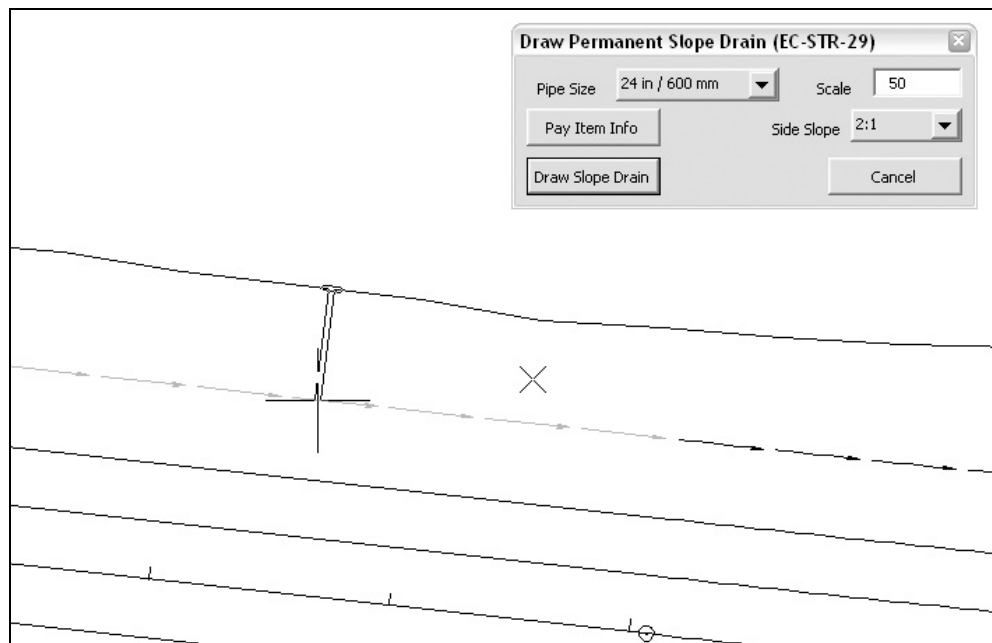 Draw Permanent Slope Drain (EC-STR-29)
Pipe Size 24 in / 600 mm Scale 50
Pay Item Info Side Slope 2:1
Draw Slope Drain Cancel